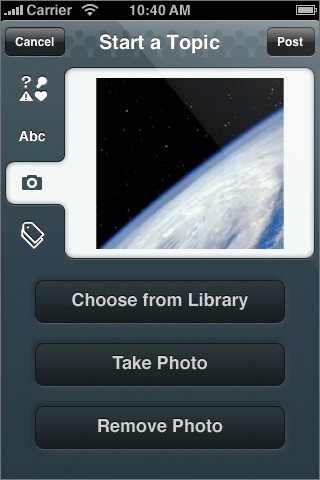 Carrier 10:40 AM
Cancel Start a Topic Post
Abc
Choose from Library
Take Photo
Remove Photo